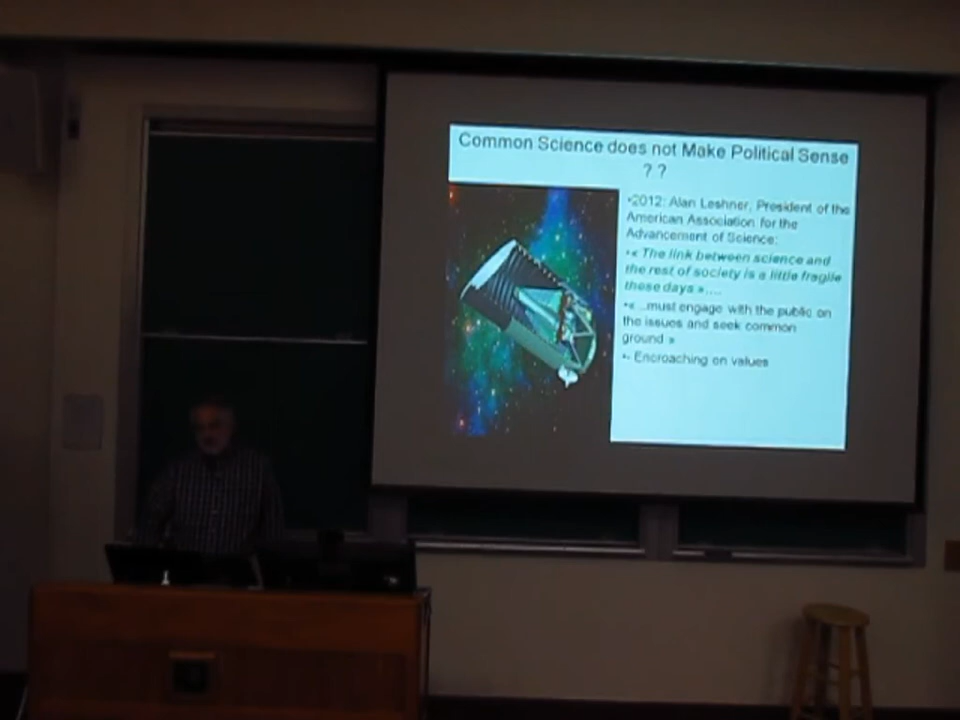 Common Science does not Make Political Sense
? ?
•2012: Alan Leshner, President of the
American Association for the
Advancement of Science:
•« The link between science and
the rest of society is a little fragile
these days »....
•« ...must engage with the public on
the issues and seek common
ground »
•- Encroaching on values